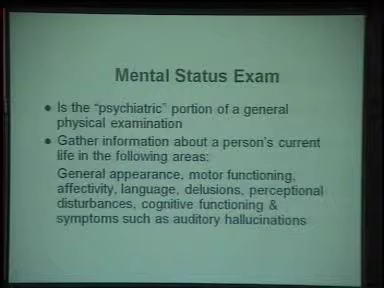 Mental Status Exam
● Is the "psychiatric" portion of a general
physical examination
● Gather information about a person's current
life in the following areas:
General appearance, motor functioning,
affectivity, language, delusions, perceptional
disturbances, cognitive functioning &
symptoms such as auditory hallucinations